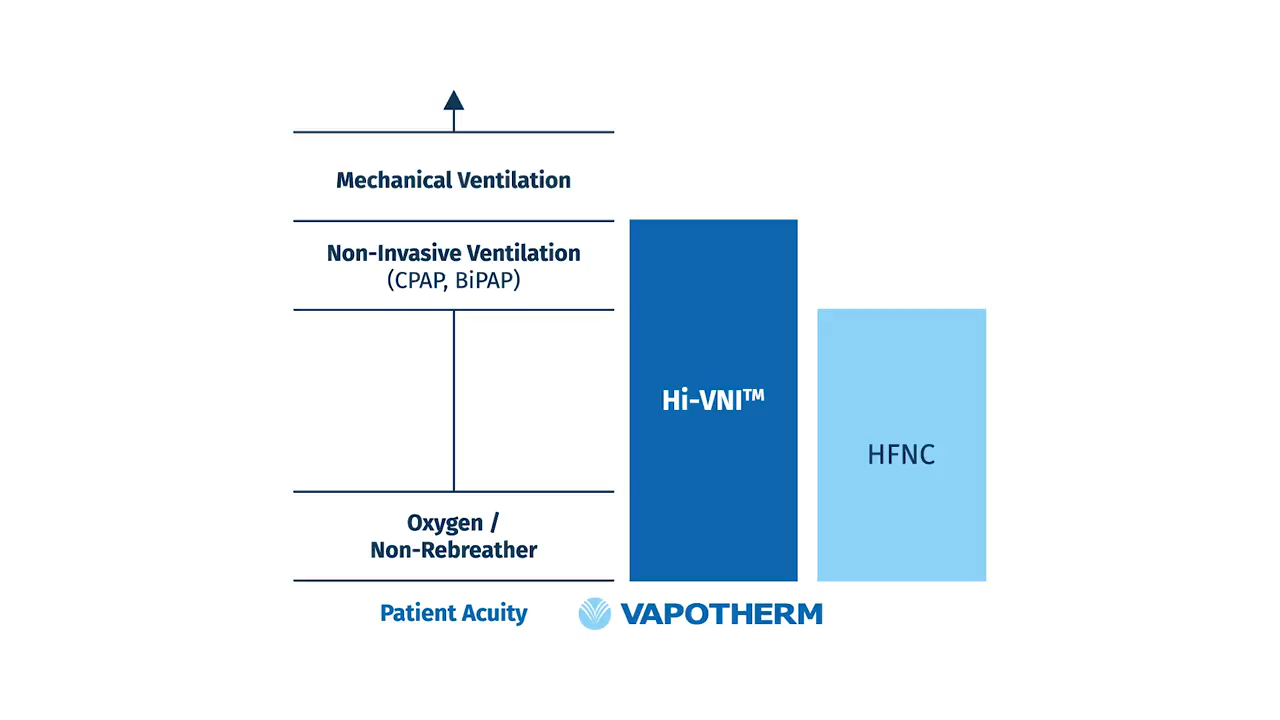 Mechanical Ventilation
Non-Invasive Ventilation
(CPAP, BiPAP)
Hi-VNI™
HFNC
Oxygen /
Non-Rebreather
Patient Acuity
VAPOTHERM